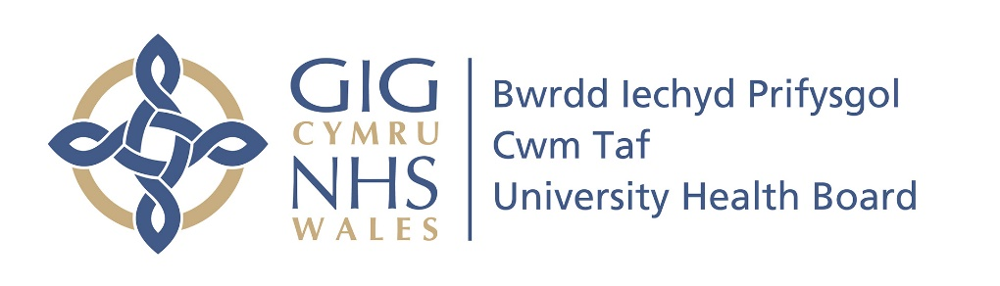 GIG
CYMRU
NHS
WALES
Bwrdd Iechyd Prifysgol
Cwm Taf
University Health Board